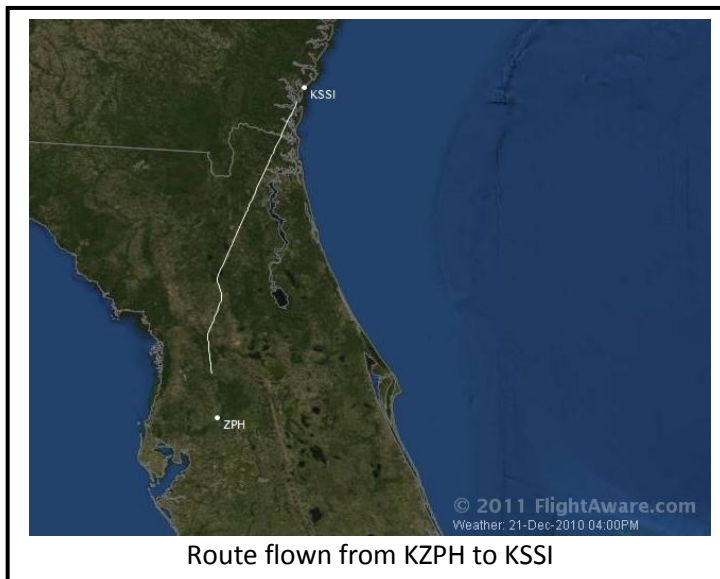 KSSI
ZPH
© 2011 FlightAware.com
Weather: 21-Dec-2010 04:00PM
Route flown from KZPH to KSSI